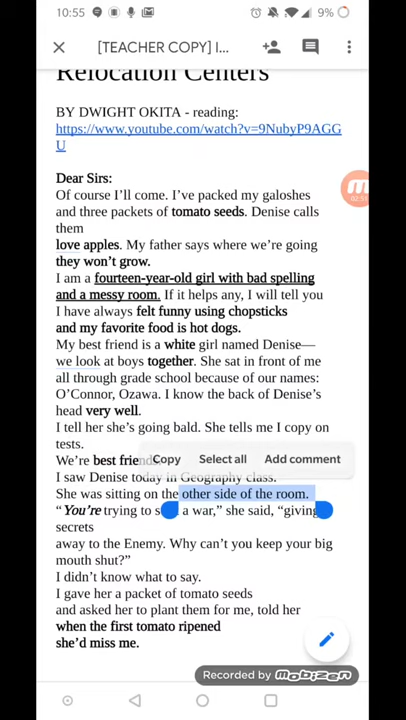 10:55
9%
[TEACHER COPY] I...
Relocation Centers
BY DWIGHT OKITA - reading:
https://www.youtube.com/watch?v=9NubyP9AGG
U
Dear Sirs:
Of course I'll come. I've packed my galoshes
and three packets of tomato seeds. Denise calls
them
love apples. My father says where we're going
they won't grow.
I am a fourteen-year-old girl with bad spelling
and a messy room. If it helps any, I will tell you
I have always felt funny using chopsticks
and my favorite food is hot dogs.
My best friend is a white girl named Denise—
we look at boys together. She sat in front of me
all through grade school because of our names:
O'Connor, Ozawa. I know the back of Denise's
head very well.
I tell her she's going bald. She tells me I copy on
tests.
We're best
Copy Select all Add comment
I saw Denise today in Geography class.
She was sitting on the other side of the room.
“You're trying to a war,” she said, “giving
secrets
away to the Enemy. Why can't you keep your big
mouth shut?”
I didn't know what to say.
I gave her a packet of tomato seeds
and asked her to plant them for me, told her
when the first tomato ripened
she'd miss me.
Recorded by mobizen